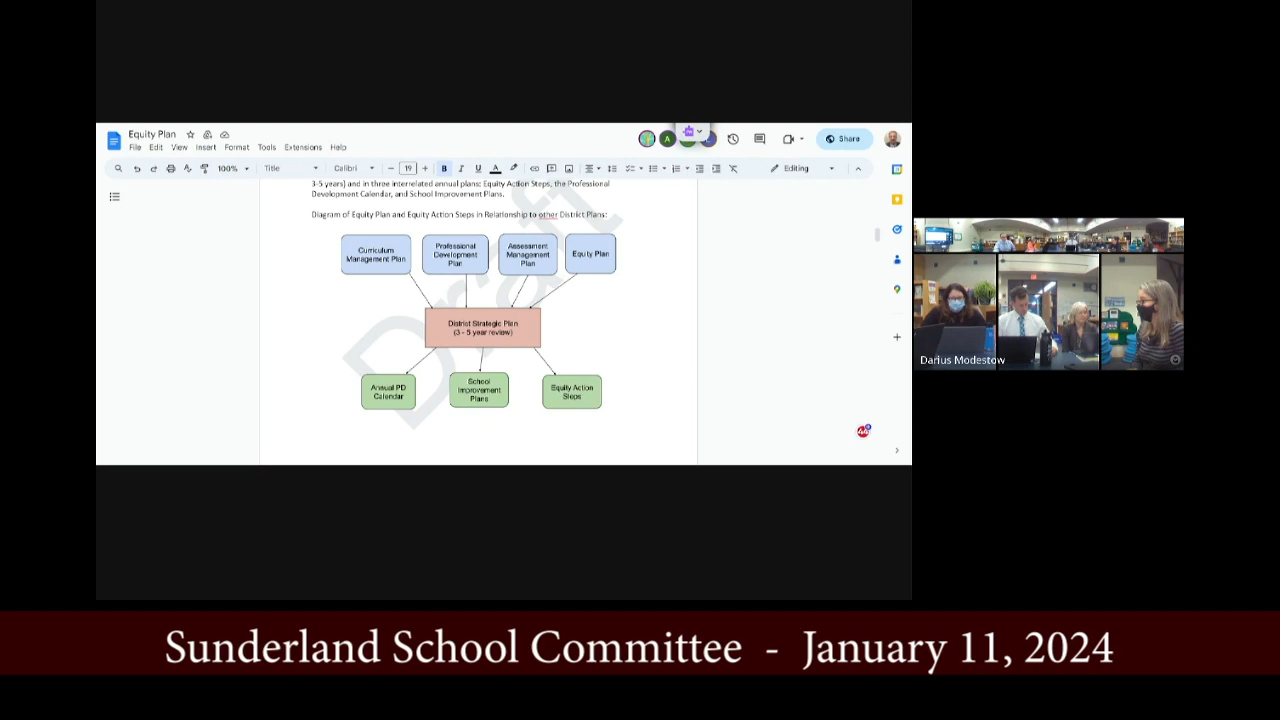 Equity Plan
File Edit View Insert Format Tools Extensions Help
A
Share
100% Title Calibri 19 B I U A Editing
3-5 years) and in three interrelated annual plans: Equity Action Steps, the Professional
Development Calendar, and School Improvement Plans.
Diagram of Equity Plan and Equity Action Steps in Relationship to other District Plans:
Curriculum
Management Plan
Professional
Development
Plan
Assessment
Management
Plan
Equity Plan
District Strategic Plan
(3 - 5 year review)
Annual PD
Calendar
School
Improvement
Plans
Equity Action
Steps
Draft
Darius Modestow
Sunderland School Committee - January 11, 2024